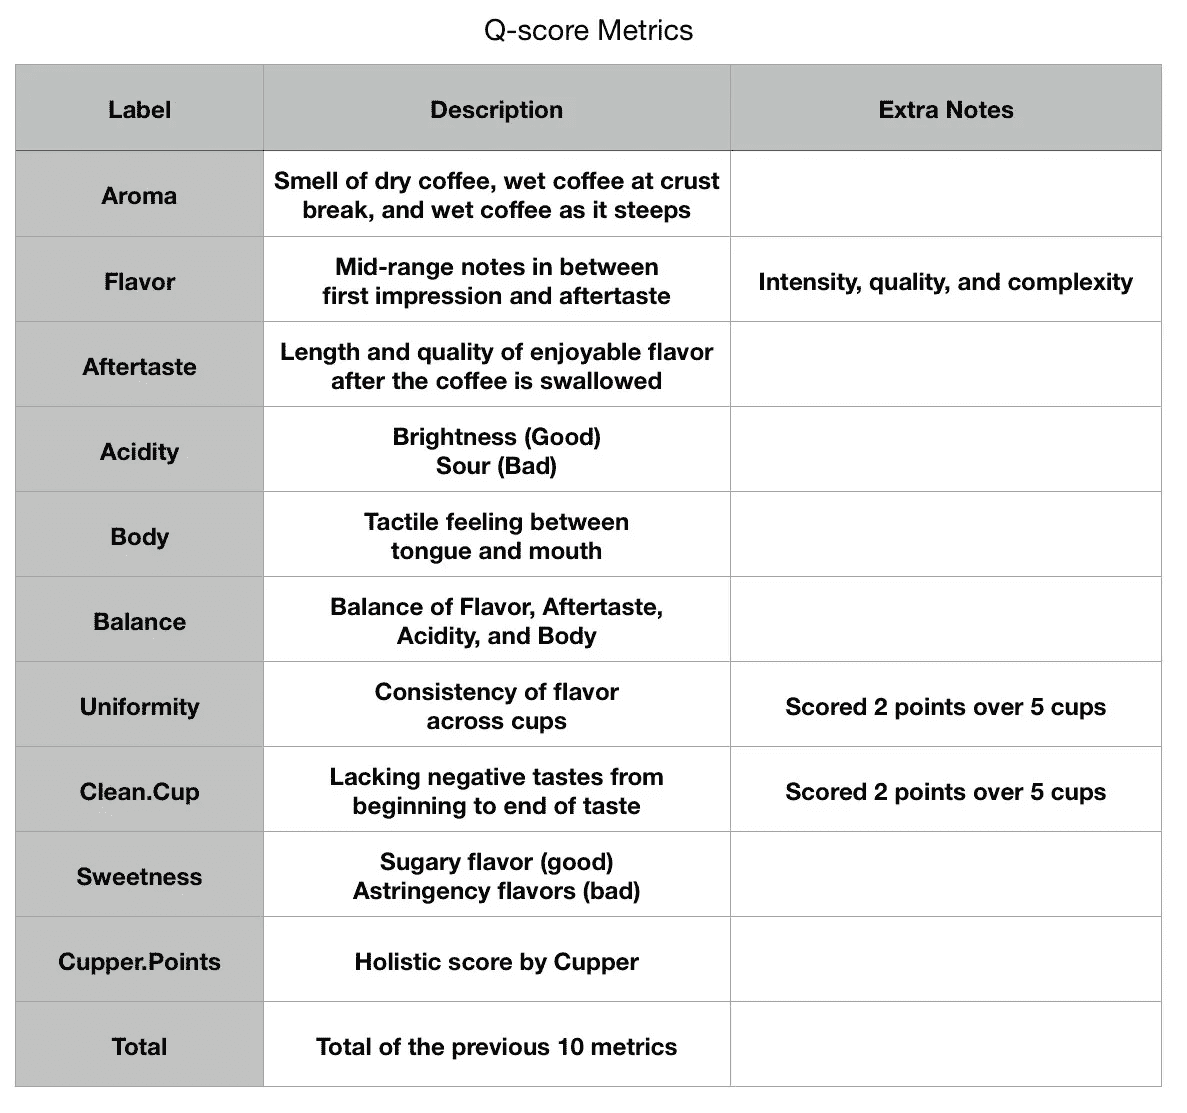 Q-score Metrics
Label Description Extra Notes
Aroma
Smell of dry coffee, wet coffee at crust
break, and wet coffee as it steeps
Flavor
Mid-range notes in between
first impression and aftertaste
Intensity, quality, and complexity
Aftertaste
Length and quality of enjoyable flavor
after the coffee is swallowed
Acidity
Brightness (Good)
Sour (Bad)
Body
Tactile feeling between
tongue and mouth
Balance
Balance of Flavor, Aftertaste,
Acidity, and Body
Uniformity
Consistency of flavor
across cups
Scored 2 points over 5 cups
Clean.Cup
Lacking negative tastes from
beginning to end of taste
Scored 2 points over 5 cups
Sweetness
Sugary flavor (good)
Astringency flavors (bad)
Cupper.Points
Holistic score by Cupper
Total
Total of the previous 10 metrics